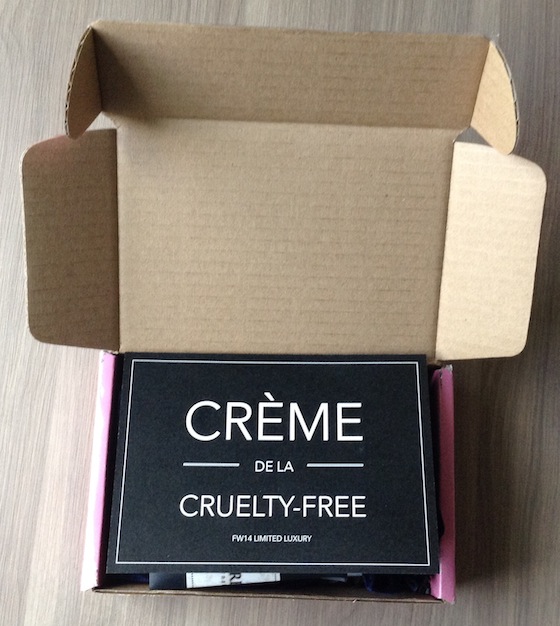 CRÈME
DE LA
CRUELTY-FREE
FW14 LIMITED LUXURY